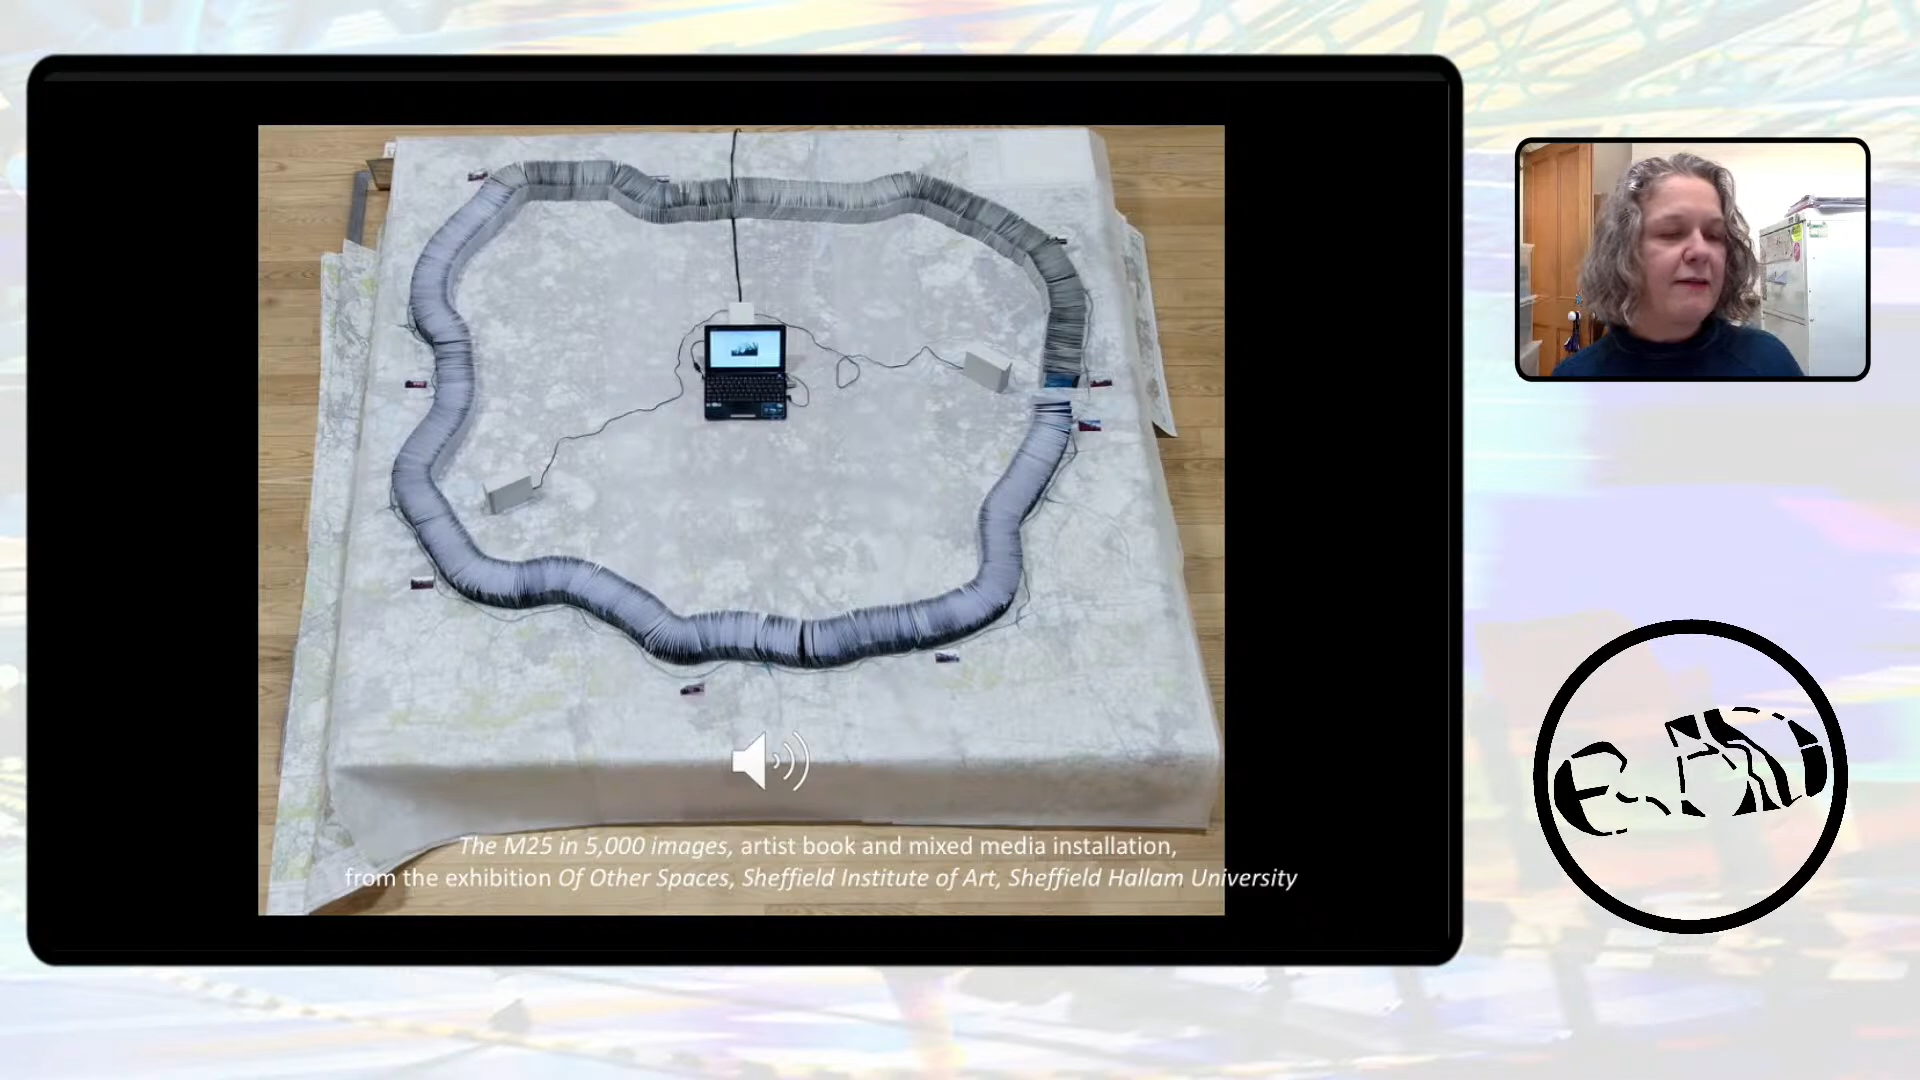 The M25 in 5,000 images, artist book and mixed media installation,
from the exhibition Of Other Spaces, Sheffield Institute of Art, Sheffield Hallam University